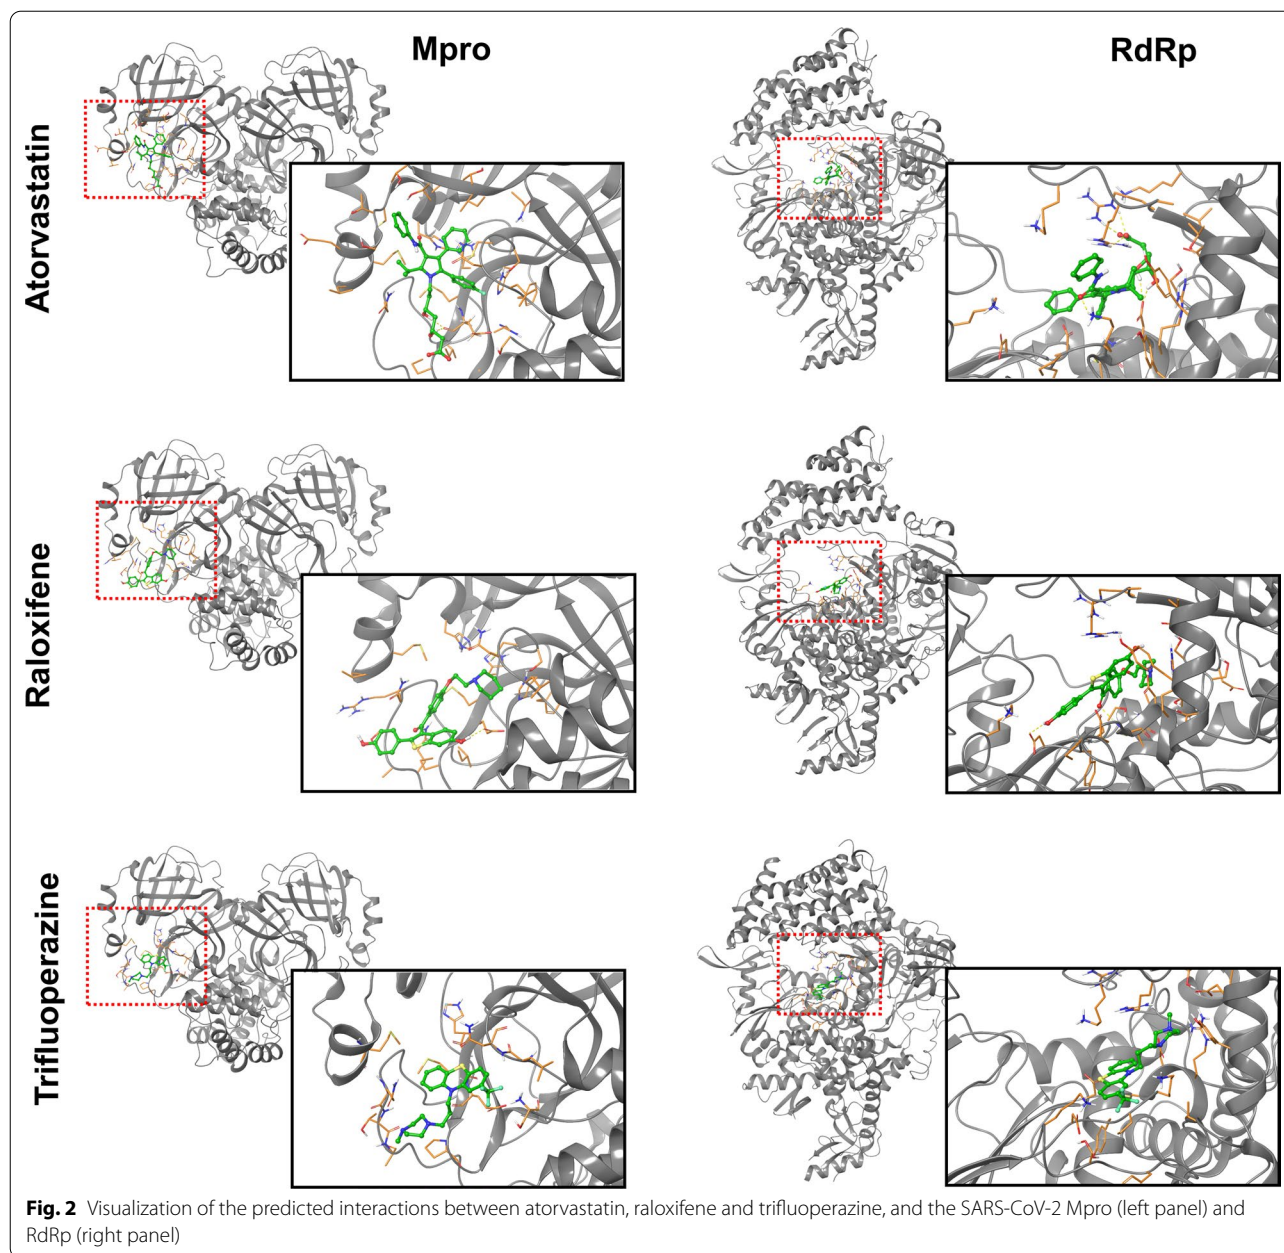 Mpro
RdRp
Atorvastatin
Raloxifene
Trifluoperazine
Fig. 2 Visualization of the predicted interactions between atorvastatin, raloxifene and trifluoperazine, and the SARS-CoV-2 Mpro (left panel) and
RdRp (right panel)